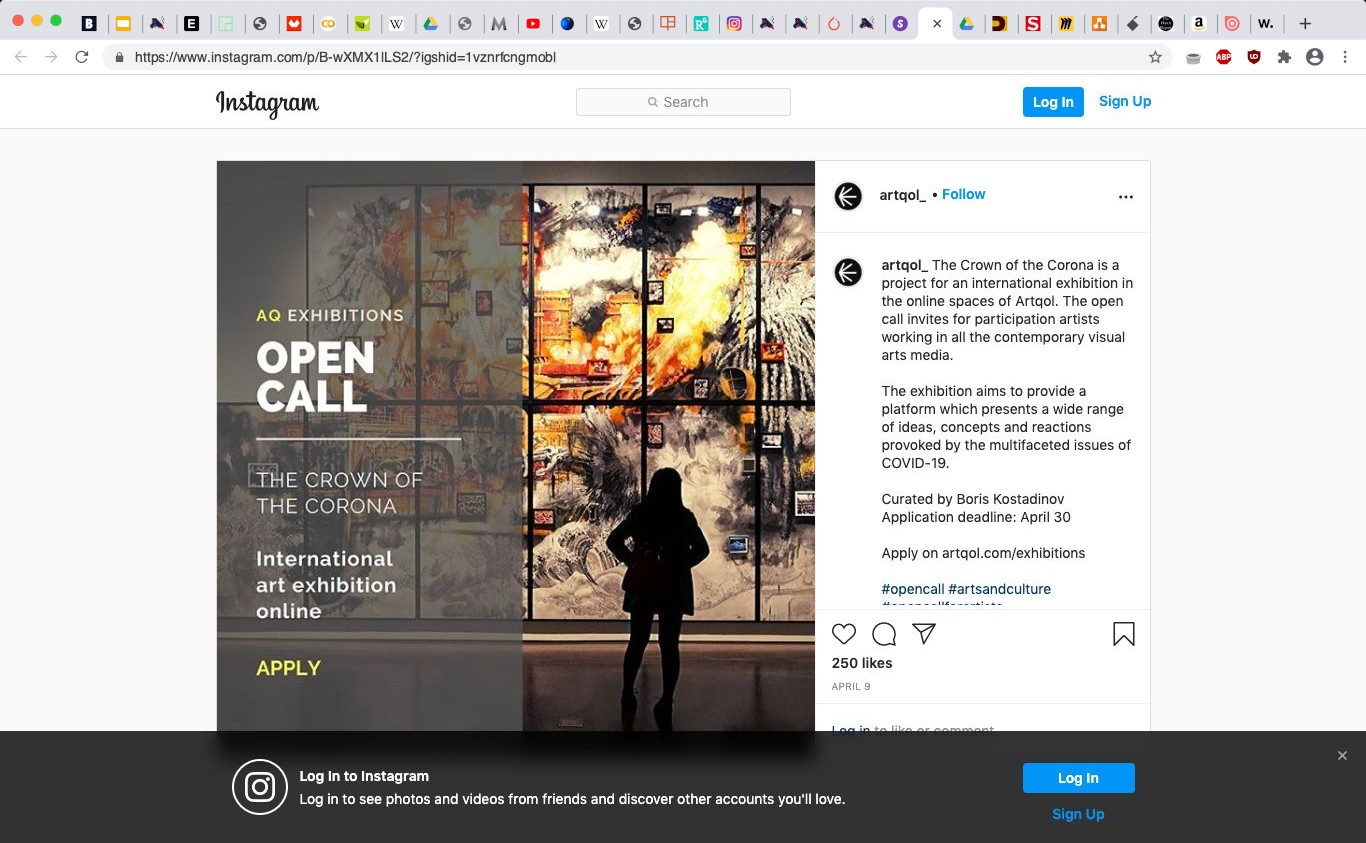 https://www.instagram.com/p/B-wXMX1lLS2/?igshid=1vznrfcngmobl
ABP
Instagram
Search
Log In
Sign Up
AQ EXHIBITIONS
OPEN
CALL
THE CROWN OF
THE CORONA
International
art exhibition
online
APPLY
artqol_ • Follow
artqol_ The Crown of the Corona is a
project for an international exhibition in
the online spaces of Artqol. The open
call invites for participation artists
working in all the contemporary visual
arts media.
The exhibition aims to provide a
platform which presents a wide range
of ideas, concepts and reactions
provoked by the multifaceted issues of
COVID-19.
Curated by Boris Kostadinov
Application deadline: April 30
Apply on artqol.com/exhibitions
#opencall #artsandculture
#opencallforartists
250 likes
APRIL 9
Log in to like or comment
Log In to Instagram
Log in to see photos and videos from friends and discover other accounts you'll love.
Log In
Sign Up